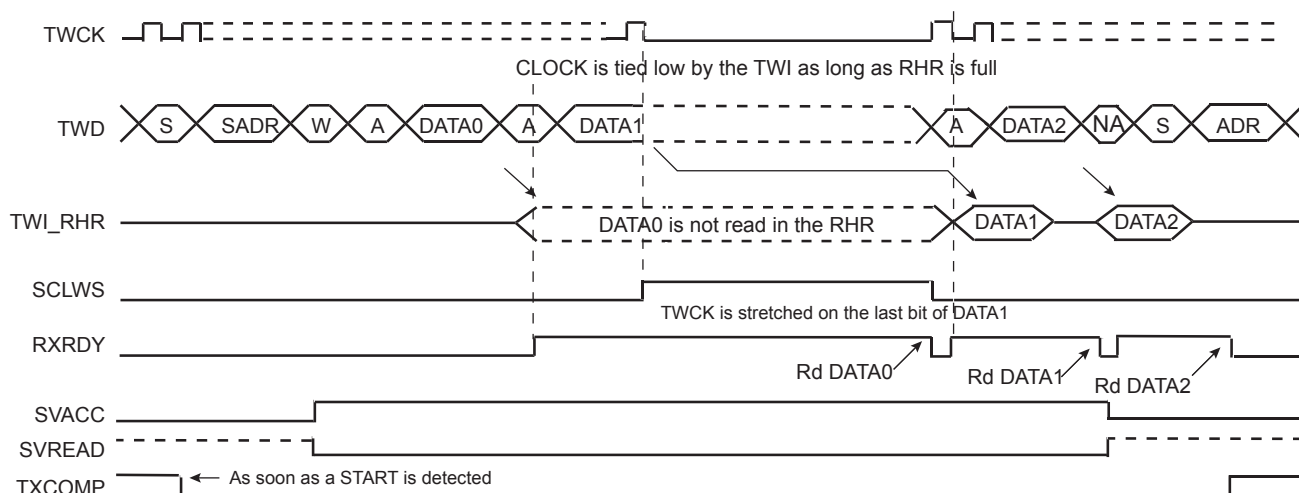 TWCK
CLOCK is tied low by the TWI as long as RHR is full
TWD S SADR W A DATA0 A DATA1 A DATA2 NA S ADR
TWI_RHR DATA0 is not read in the RHR DATA1 DATA2
SCLWS
TWCK is stretched on the last bit of DATA1
RXRDY
Rd DATA0 Rd DATA1 Rd DATA2
SVACC
SVREAD
TXCOMP As soon as a START is detected